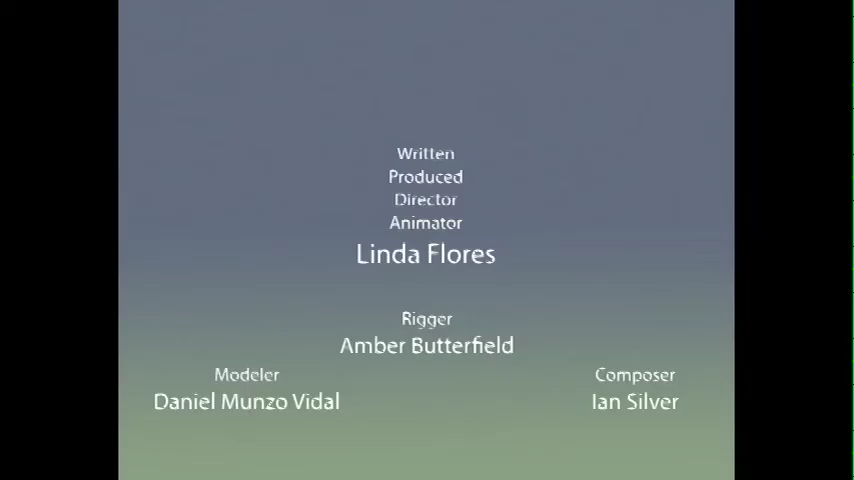 Written
Produced
Director
Animator
Linda Flores
Rigger
Amber Butterfield
Modeler
Daniel Munzo Vidal
Composer
Ian Silver